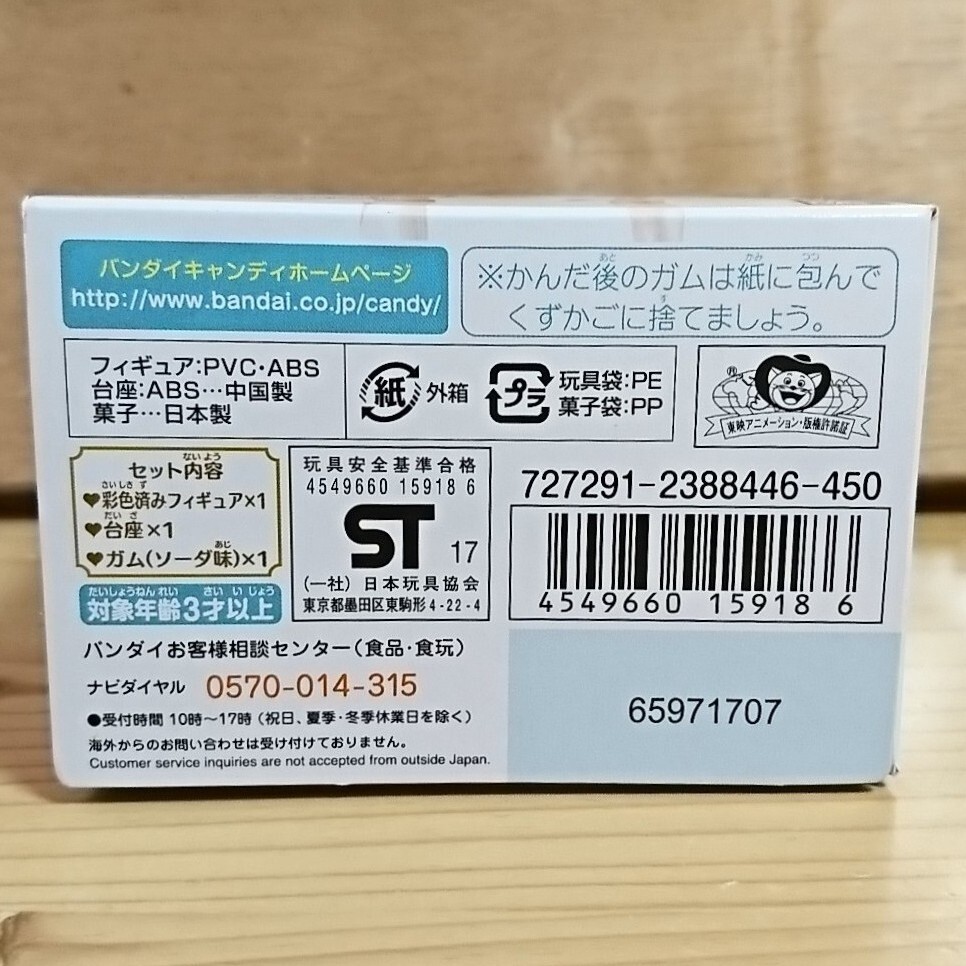 バンダイキャンディホームページ
http://www.bandai.co.jp/candy/
※かんだ後のガムは紙に包んで
くずかごに捨てましょう。
フィギュア:PVC・ABS
台座:ABS…中国製
菓子…日本製
紙 外箱
プラ 玩具袋:PE
菓子袋:PP
®
東映アニメーション・版権許諾証
セット内容
♥彩色済みフィギュア×1
♥台座×1
♥ガム(ソーダ味)×1
対象年齢3才以上
玩具安全基準合格
4549660 15918 6
ST 17
(一社) 日本玩具協会
東京都墨田区東駒形4-22-4
727291-2388446-450
4549660 15918 6
バンダイお客様相談センター(食品・食玩)
ナビダイヤル 0570-014-315
●受付時間 10時〜17時 (祝日、夏季・冬季休業日を除く)
海外からのお問い合わせは受け付けておりません。
Customer service inquiries are not accepted from outside Japan.
65971707